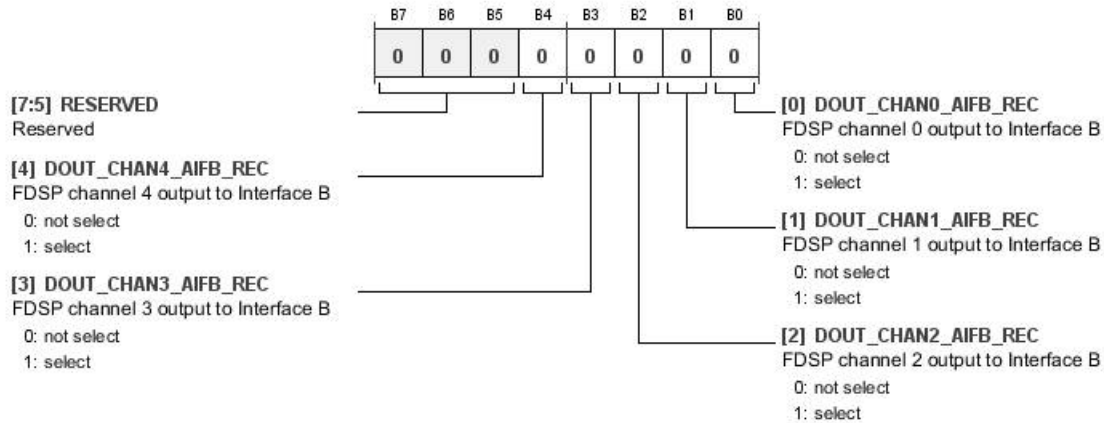 B7 B6 B5 B4 B3 B2 B1 B0
0 0 0 0 0 0 0 0
[7:5] RESERVED
Reserved
[4] DOUT_CHAN4_AIFB_REC
FDSP channel 4 output to Interface B
0: not select
1: select
[3] DOUT_CHAN3_AIFB_REC
FDSP channel 3 output to Interface B
0: not select
1: select
[0] DOUT_CHAN0_AIFB_REC
FDSP channel 0 output to Interface B
0: not select
1: select
[1] DOUT_CHAN1_AIFB_REC
FDSP channel 1 output to Interface B
0: not select
1: select
[2] DOUT_CHAN2_AIFB_REC
FDSP channel 2 output to Interface B
0: not select
1: select